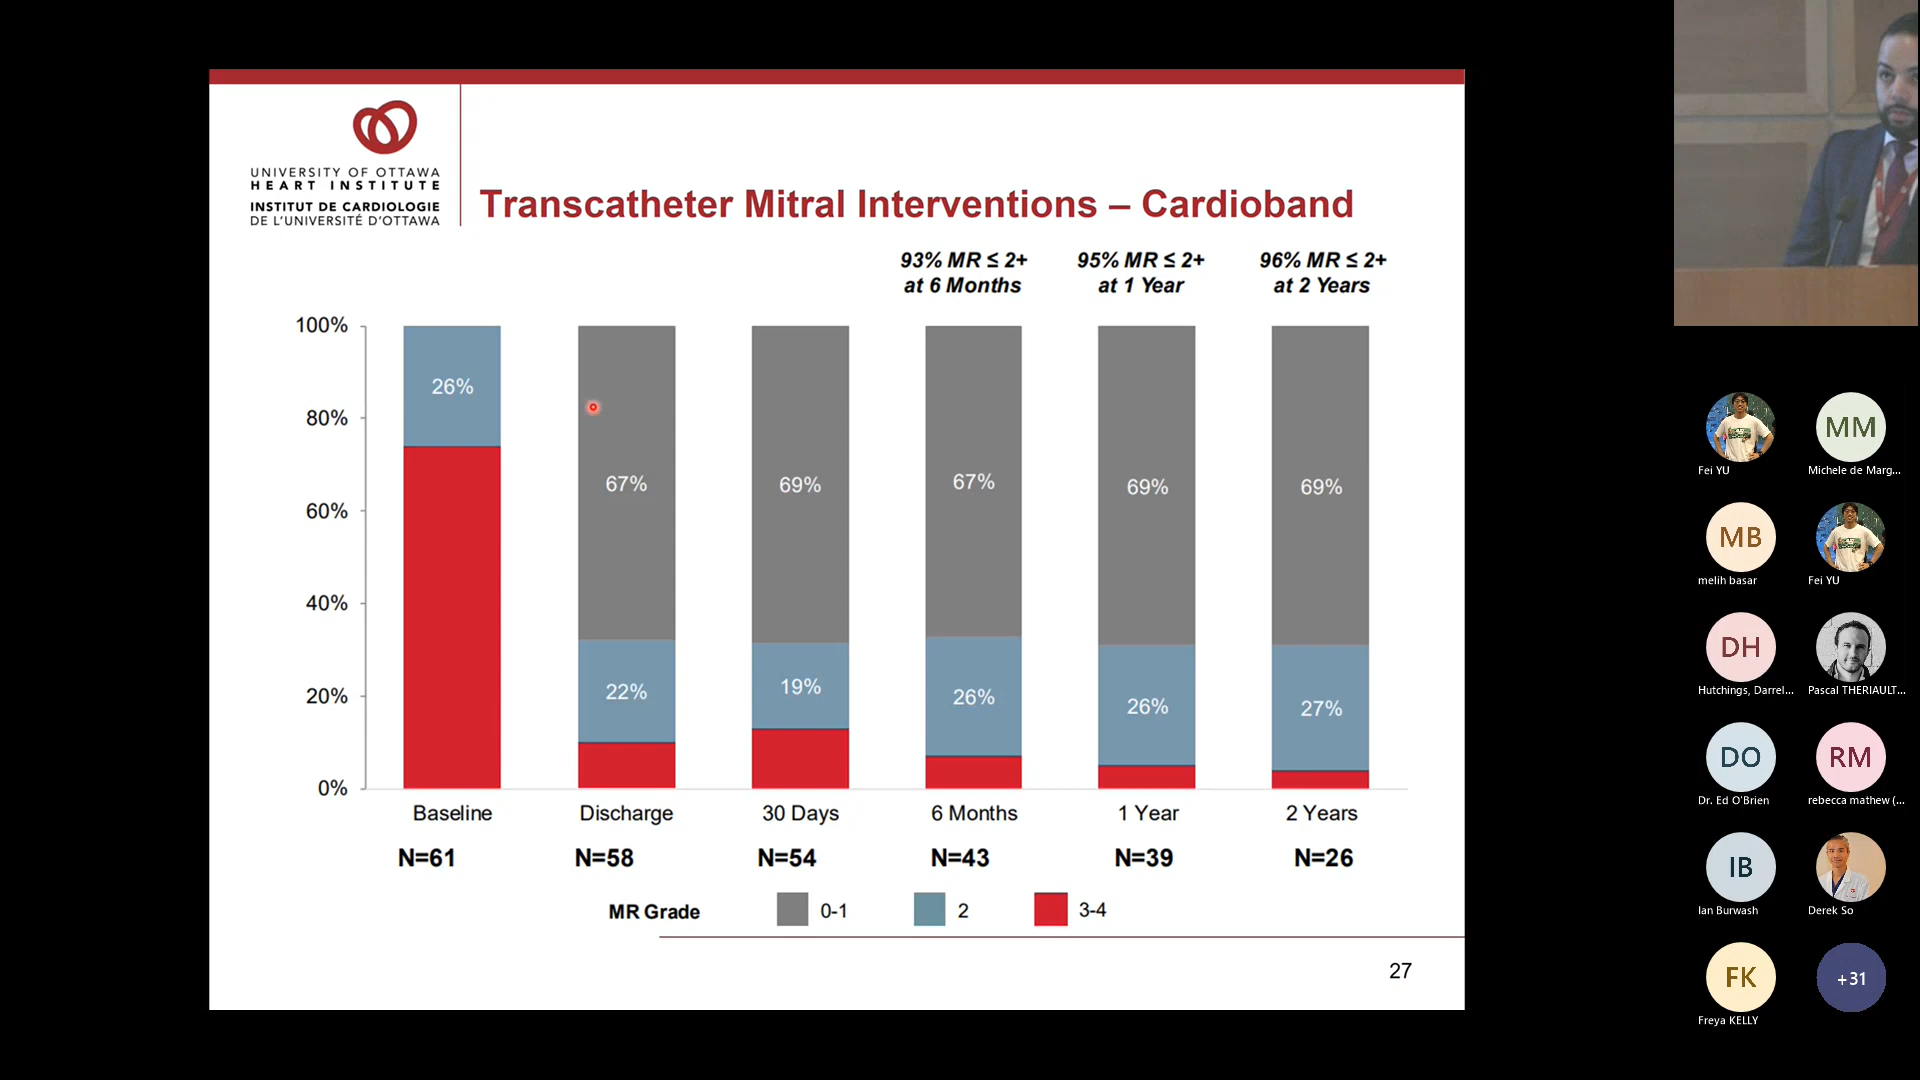 UNIVERSITY OF OTTAWA
HEART INSTITUTE
INSTITUT DE CARDIOLOGIE
DE L'UNIVERSITÉ D'OTTAWA
Transcatheter Mitral Interventions – Cardioband
93% MR ≤ 2+ at 6 Months
95% MR ≤ 2+ at 1 Year
96% MR ≤ 2+ at 2 Years
100%
80%
60%
40%
20%
0%
26%
67%
22%
69%
19%
67%
26%
69%
26%
69%
27%
Baseline Discharge 30 Days 6 Months 1 Year 2 Years
N=61 N=58 N=54 N=43 N=39 N=26
MR Grade 0-1 2 3-4
27
Fei YU
MM
Michele de Marg...
MB
melih basar
Fei YU
DH
Hutchings, Darrel...
Pascal THERIAULT...
DO
Dr. Ed O'Brien
RM
rebecca mathew (...
IB
Ian Burwash
Derek So
FK
Freya KELLY
+31